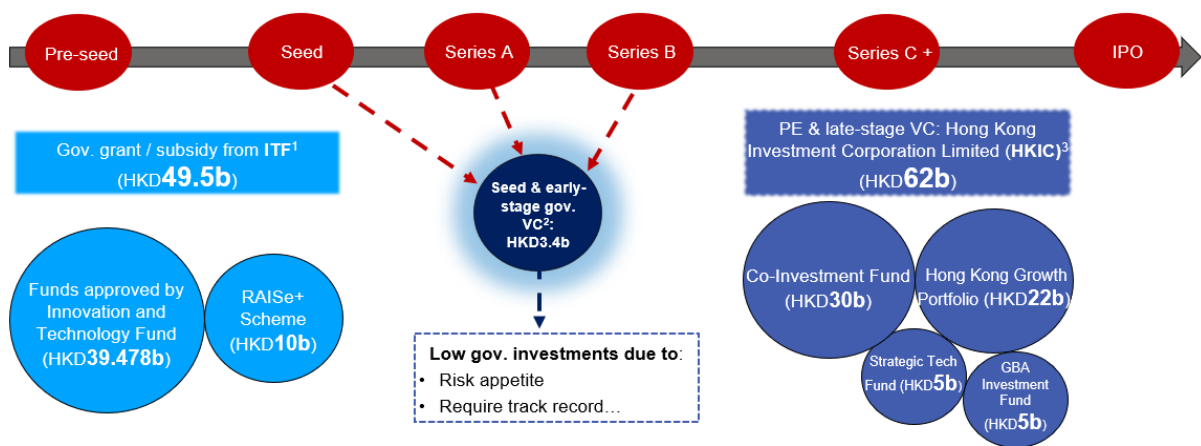 Pre-seed
Seed
Series A
Series B
Series C +
IPO
Gov. grant / subsidy from ITF¹
(HKD49.5b)
Funds approved by
Innovation and
Technology Fund
(HKD39.478b)
RAISe+
Scheme
(HKD10b)
Seed & early-
stage gov.
VC²:
HKD3.4b
Low gov. investments due to:
• Risk appetite
• Require track record…
PE & late-stage VC: Hong Kong
Investment Corporation Limited (HKIC)³
(HKD62b)
Co-Investment Fund
(HKD30b)
Hong Kong Growth
Portfolio (HKD22b)
Strategic Tech
Fund (HKD5b)
GBA
Investment
Fund
(HKD5b)